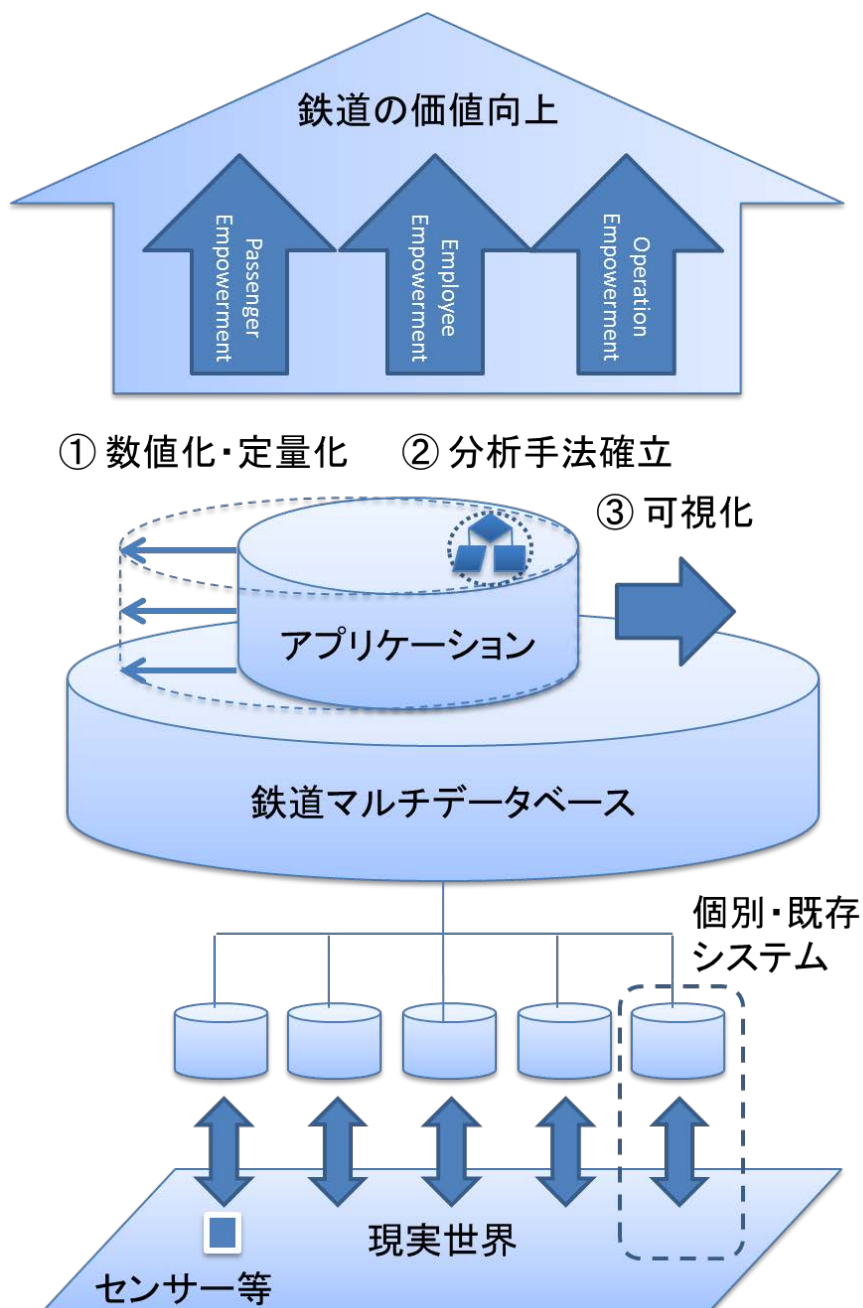 鉄道の価値向上
Passenger
Empowerment
Employee
Empowerment
Operation
Empowerment
① 数値化・定量化
② 分析手法確立
③ 可視化
アプリケーション
鉄道マルチデータベース
個別・既存
システム
現実世界
センサー等